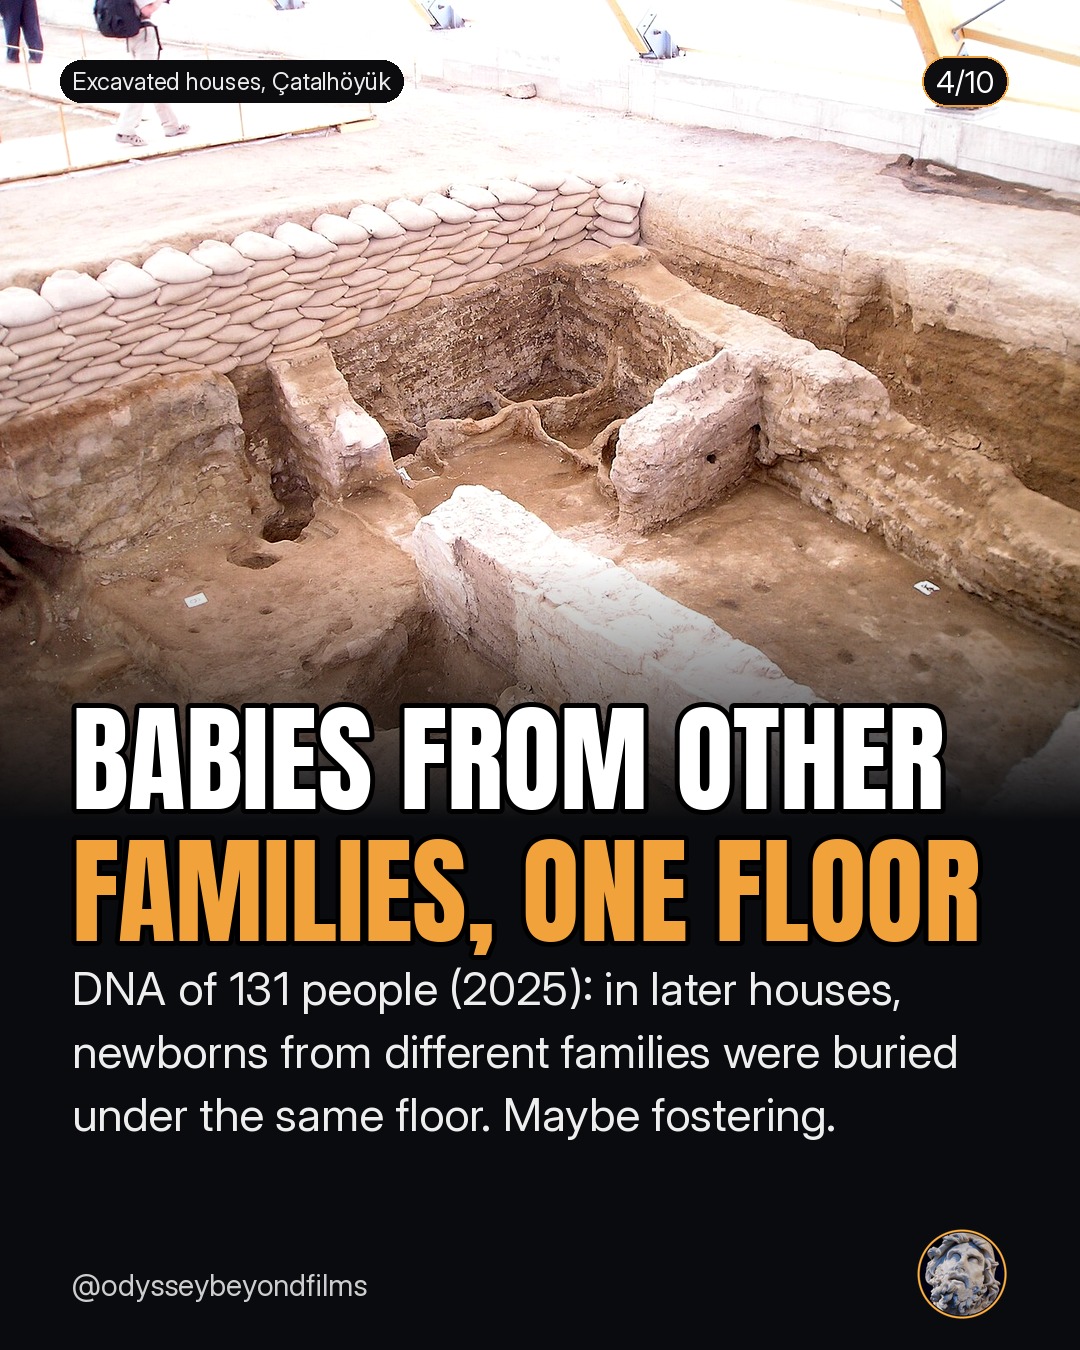 Excavated houses, Çatalhöyük
4/10
BABIES FROM OTHER
FAMILIES, ONE FLOOR
DNA of 131 people (2025): in later houses,
newborns from different families were buried
under the same floor. Maybe fostering.
@odysseybeyondfilms